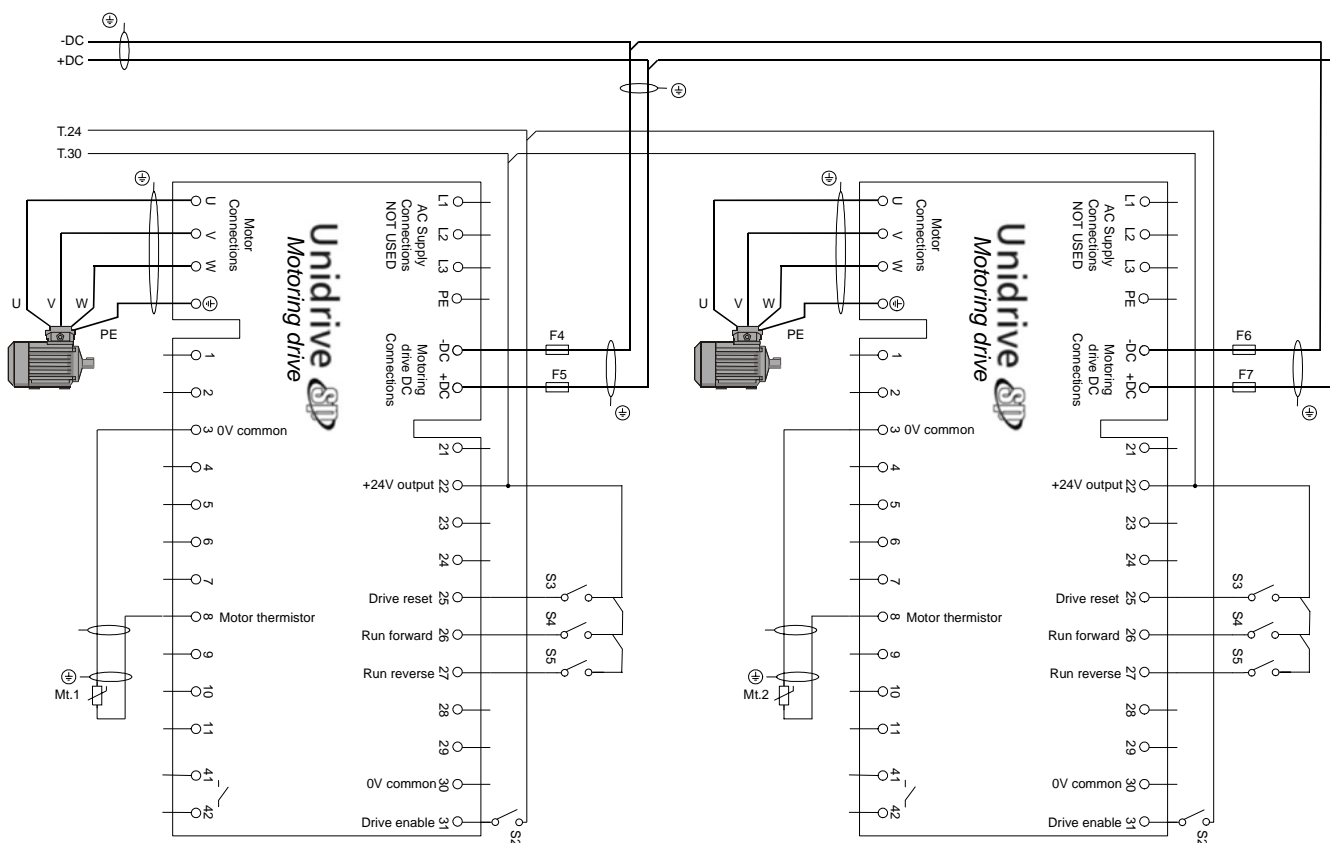 -DC
+DC
T.24
T.30
U
V
W
PE
U
V
W
Motor
Connections
L1
L2
L3
PE
AC Supply
Connections
NOT USED
Unidrive SP
Motoring drive
-DC
+DC
Motoring
drive DC
Connections
F4
F5
1
2
3 0V common
4
5
6
7
8 Motor thermistor
9
10
11
41
42
Mt.1
21
+24V output 22
23
24
Drive reset 25
Run forward 26
Run reverse 27
28
29
0V common 30
Drive enable 31
S3
S4
S5
S2
U
V
W
PE
U
V
W
Motor
Connections
L1
L2
L3
PE
AC Supply
Connections
NOT USED
Unidrive SP
Motoring drive
-DC
+DC
Motoring
drive DC
Connections
F6
F7
1
2
3 0V common
4
5
6
7
8 Motor thermistor
9
10
11
41
42
Mt.2
21
+24V output 22
23
24
Drive reset 25
Run forward 26
Run reverse 27
28
29
0V common 30
Drive enable 31
S3
S4
S5
S2